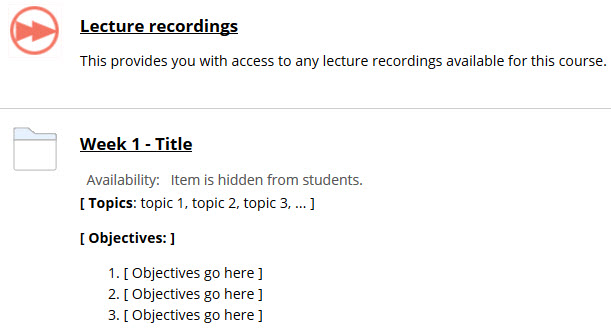 Lecture recordings
This provides you with access to any lecture recordings available for this course.
Week 1 - Title
Availability: Item is hidden from students.
[ Topics: topic 1, topic 2, topic 3, ... ]
[ Objectives: ]
1. [ Objectives go here ]
2. [ Objectives go here ]
3. [ Objectives go here ]